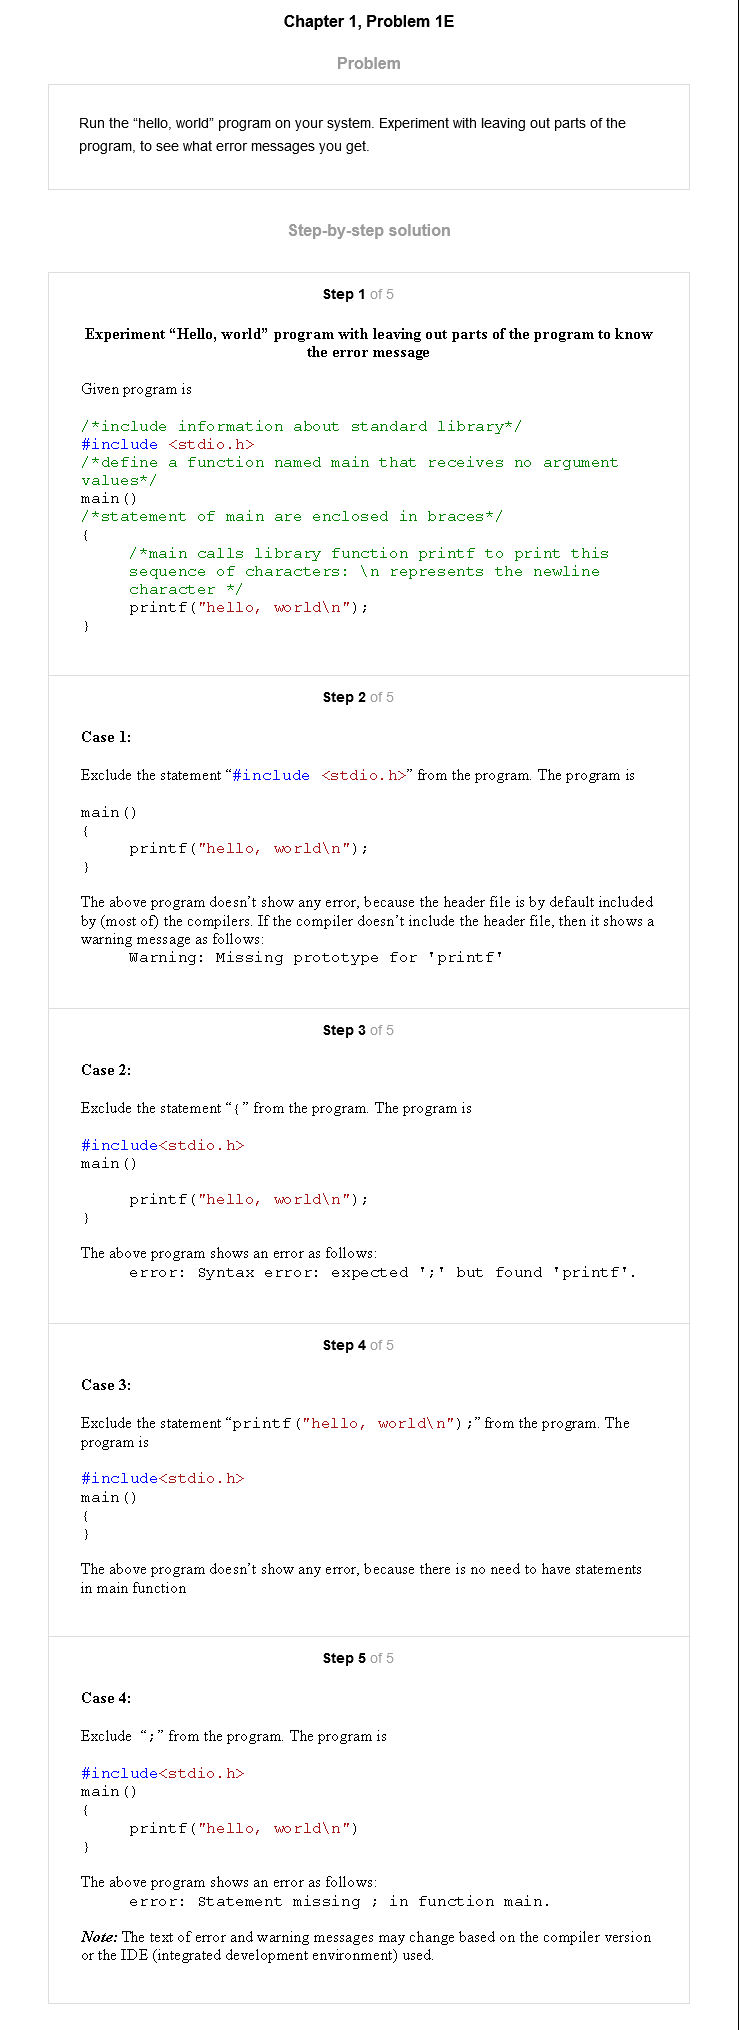 Chapter 1, Problem 1E
Problem
Run the “hello, world” program on your system. Experiment with leaving out parts of the
program, to see what error messages you get.
Step-by-step solution
Step 1 of 5
Experiment “Hello, world” program with leaving out parts of the program to know
the error message
Given program is
/*include information about standard library*/
#include <stdio.h>
/*define a function named main that receives no argument
values*/
main()
/*statement of main are enclosed in braces*/
{
/*main calls library function printf to print this
sequence of characters: \n represents the newline
character */
printf("hello, world\n");
}
Step 2 of 5
Case 1:
Exclude the statement “#include <stdio.h>” from the program. The program is
main()
{
printf("hello, world\n");
}
The above program doesn’t show any error, because the header file is by default included
by (most of) the compilers. If the compiler doesn’t include the header file, then it shows a
warning message as follows:
Warning: Missing prototype for 'printf'
Step 3 of 5
Case 2:
Exclude the statement “{” from the program. The program is
#include<stdio.h>
main()
printf("hello, world\n");
}
The above program shows an error as follows:
error: Syntax error: expected ';' but found 'printf'.
Step 4 of 5
Case 3:
Exclude the statement “printf("hello, world\n");” from the program. The
program is
#include<stdio.h>
main()
{
}
The above program doesn’t show any error, because there is no need to have statements
in main function
Step 5 of 5
Case 4:
Exclude “;” from the program. The program is
#include<stdio.h>
main()
{
printf("hello, world\n")
}
The above program shows an error as follows:
error: Statement missing ; in function main.
Note: The text of error and warning messages may change based on the compiler version
or the IDE (integrated development environment) used.